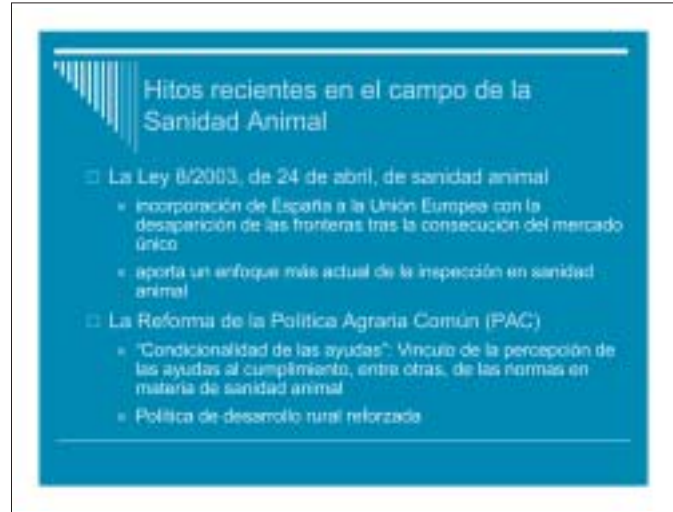 Hitos recientes en el campo de la
Sanidad Animal
La Ley 8/2003, de 24 de abril, de sanidad animal
incorporación de España a la Unión Europea con la
desaparición de las fronteras tras la consecución del mercado
único
aporta un enfoque más actual de la inspección en sanidad
animal
La Reforma de la Política Agraria Común (PAC)
"Condicionalidad de las ayudas": Vinculo de la percepción de
las ayudas al cumplimiento, entre otras, de las normas en
materia de sanidad animal
Política de desarrollo rural reforzada